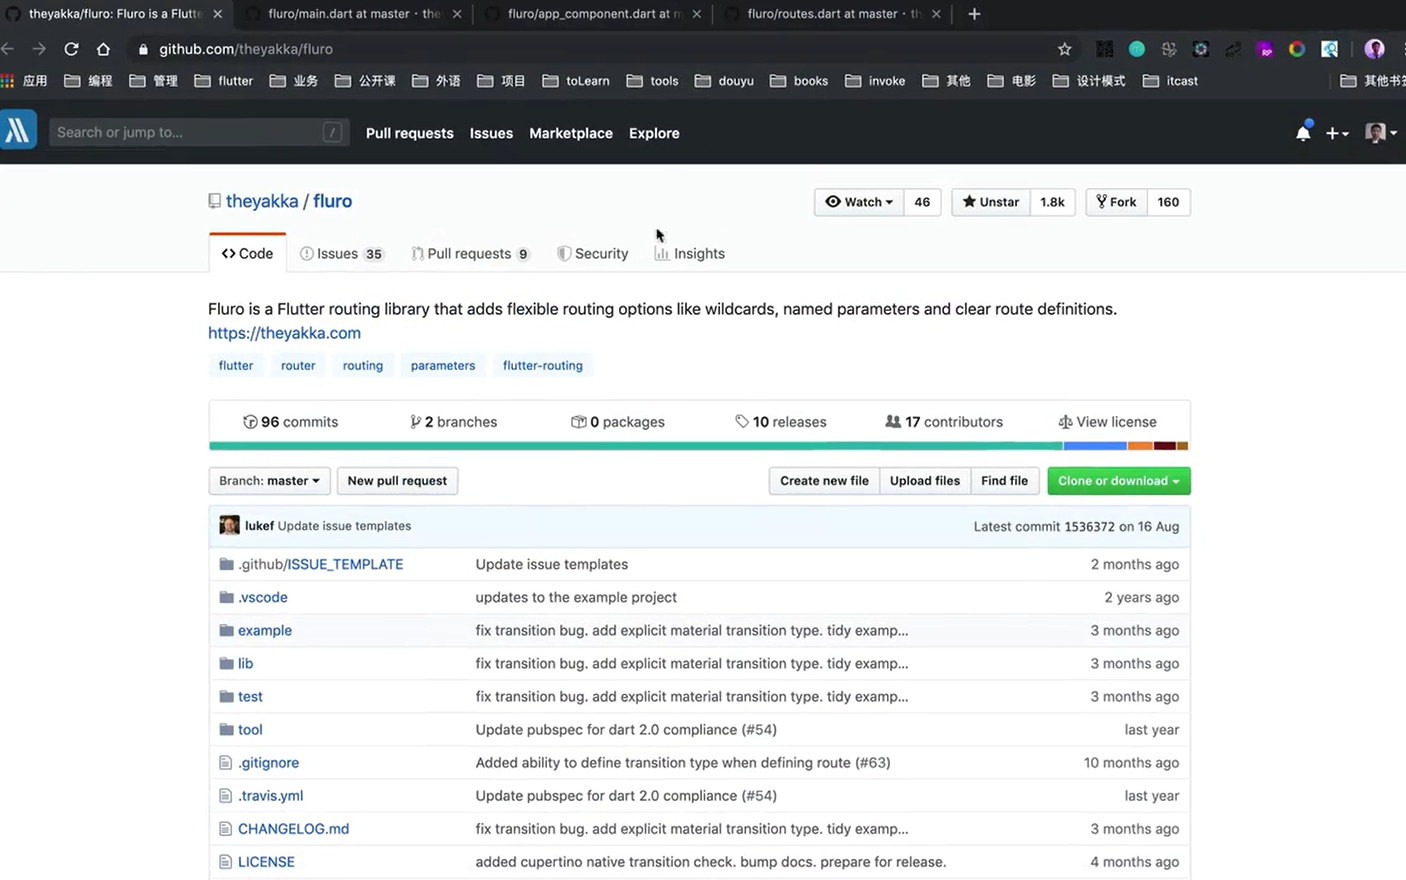 theyakka/fluro: Fluro is a Flutte
fluro/main.dart at master · the
fluro/app_component.dart at m
fluro/routes.dart at master · th
github.com/theyakka/fluro
应用 编程 管理 flutter 业务 公开课 外语 项目 toLearn tools douyu books invoke 其他 电影 设计模式 itcast 其他书签
Search or jump to... /
Pull requests Issues Marketplace Explore
theyakka / fluro
Watch 46 Unstar 1.8k Fork 160
Code Issues 35 Pull requests 9 Security Insights
Fluro is a Flutter routing library that adds flexible routing options like wildcards, named parameters and clear route definitions.
https://theyakka.com
flutter router routing parameters flutter-routing
96 commits 2 branches 0 packages 10 releases 17 contributors View license
Branch: master New pull request Create new file Upload files Find file Clone or download
lukef Update issue templates Latest commit 1536372 on 16 Aug
.github/ISSUE_TEMPLATE Update issue templates 2 months ago
.vscode updates to the example project 2 years ago
example fix transition bug. add explicit material transition type. tidy examp... 3 months ago
lib fix transition bug. add explicit material transition type. tidy examp... 3 months ago
test fix transition bug. add explicit material transition type. tidy examp... 3 months ago
tool Update pubspec for dart 2.0 compliance (#54) last year
.gitignore Added ability to define transition type when defining route (#63) 10 months ago
.travis.yml Update pubspec for dart 2.0 compliance (#54) last year
CHANGELOG.md fix transition bug. add explicit material transition type. tidy examp... 3 months ago
LICENSE added cupertino native transition check. bump docs. prepare for release. 4 months ago